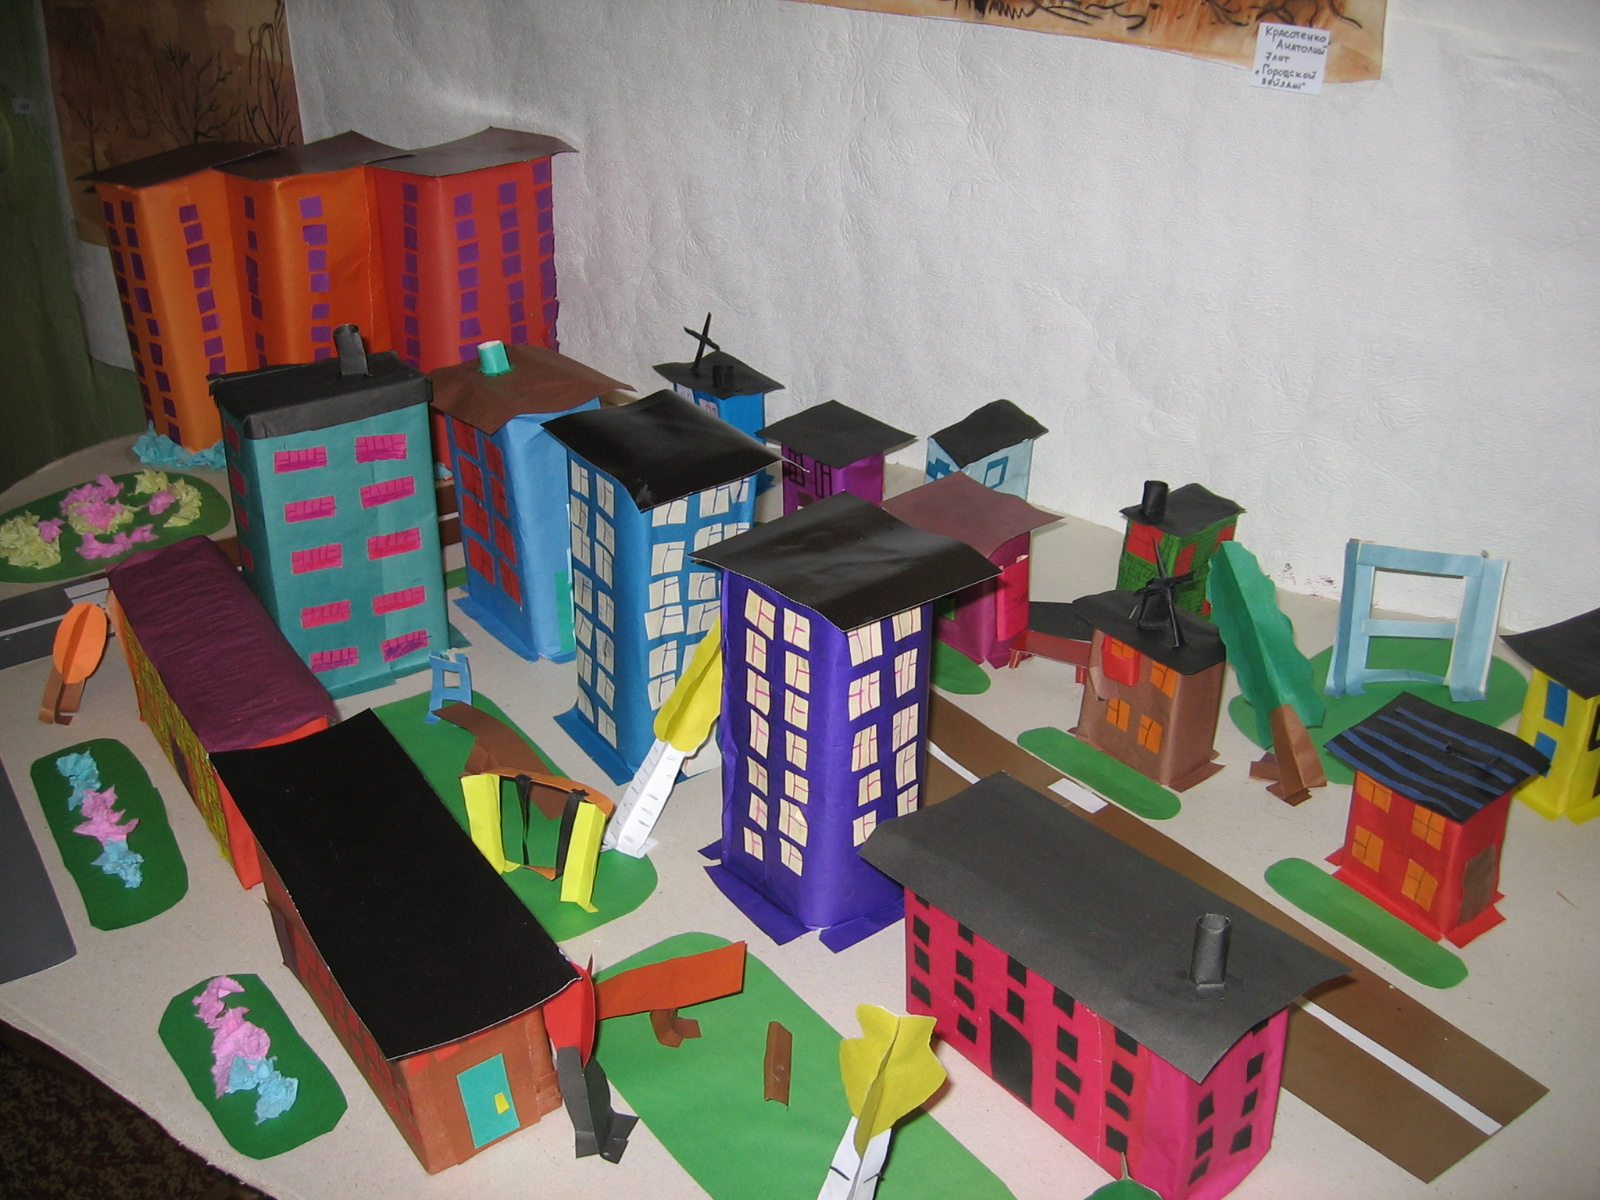 Красотенко
Анатолий
7 лет
"Городской
пейзаж"